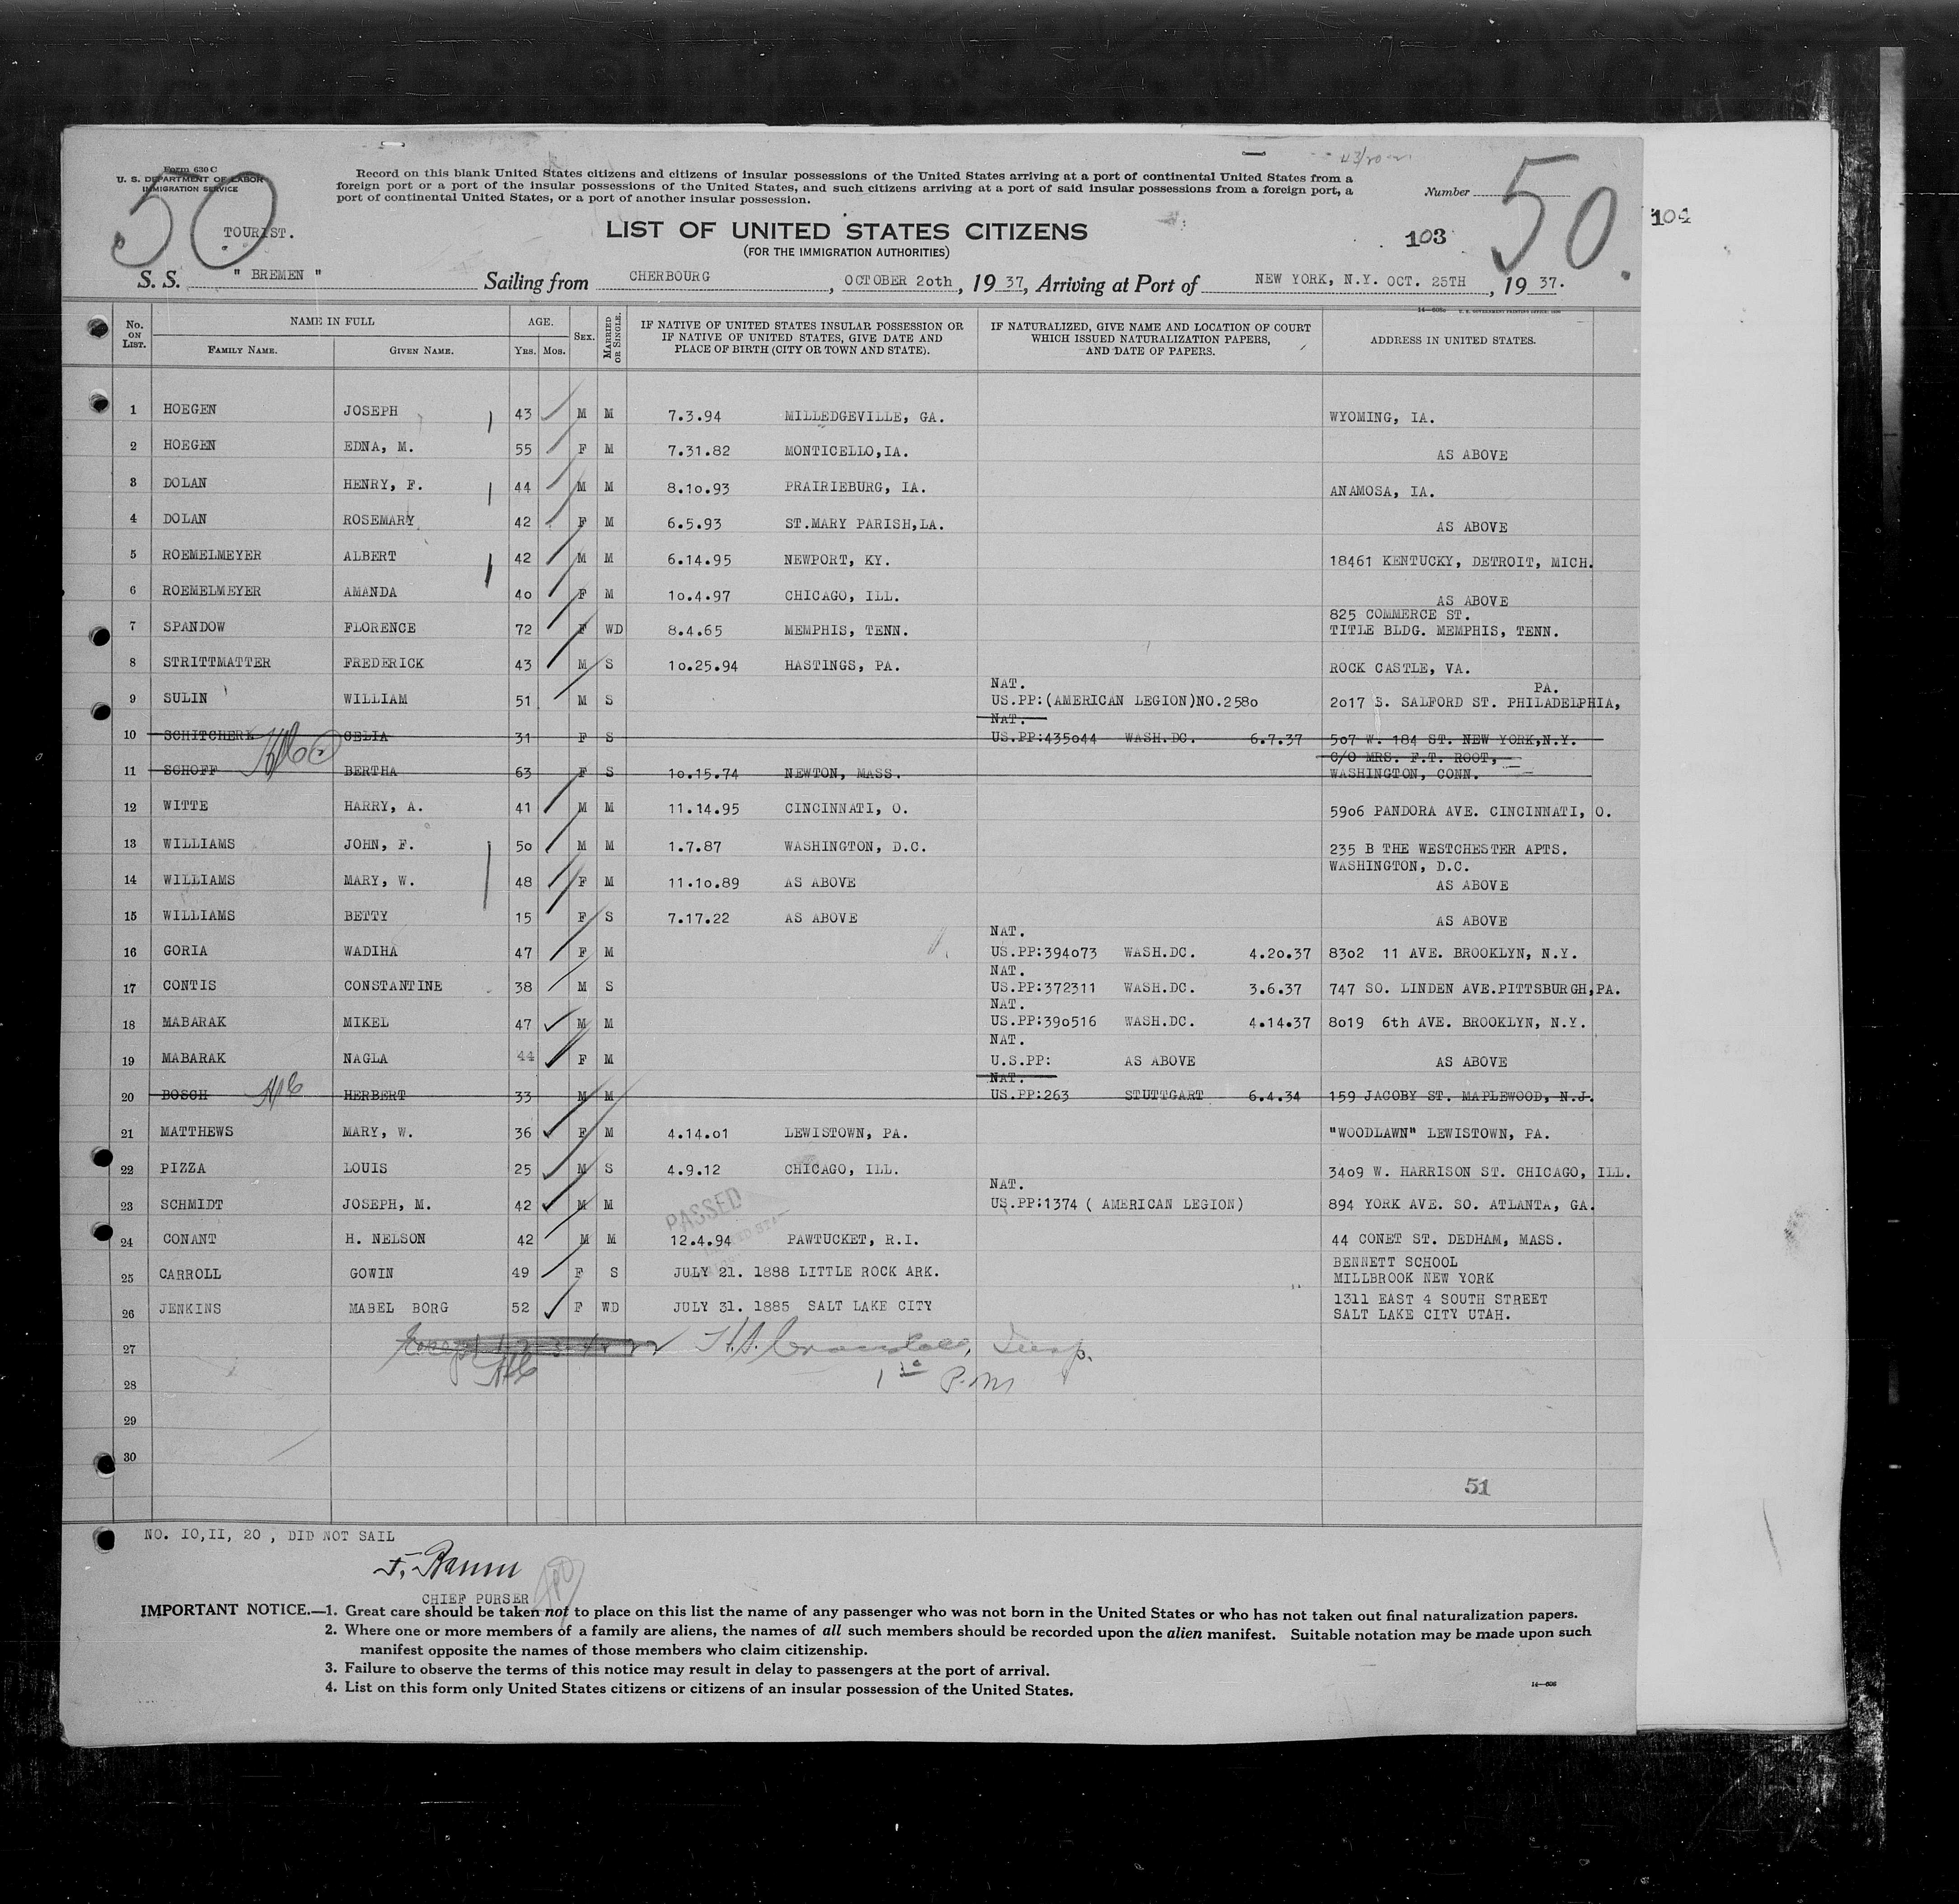 Form 630 C
U. S. DEPARTMENT OF LABOR
IMMIGRATION SERVICE
50
TOURIST.
Record on this blank United States citizens and citizens of insular possessions of the United States arriving at a port of continental United States from a
foreign port or a port of the insular possessions of the United States, and such citizens arriving at a port of said insular possessions from a foreign port, a
port of continental United States, or a port of another insular possession.
Number
50
103
104
LIST OF UNITED STATES CITIZENS
(FOR THE IMMIGRATION AUTHORITIES)
S. S. " BREMEN " Sailing from CHERBOURG, OCTOBER 20th, 1937, Arriving at Port of NEW YORK, N.Y. OCT. 25TH, 1937.
No. ON LIST. NAME IN FULL FAMILY NAME. GIVEN NAME. AGE. YRS. MOS. SEX. MARRIED OR SINGLE. IF NATIVE OF UNITED STATES INSULAR POSSESSION OR IF NATIVE OF UNITED STATES, GIVE DATE AND PLACE OF BIRTH (CITY OR TOWN AND STATE). IF NATURALIZED, GIVE NAME AND LOCATION OF COURT WHICH ISSUED NATURALIZATION PAPERS, AND DATE OF PAPERS. ADDRESS IN UNITED STATES.
1 HOEGEN JOSEPH 43 M M 7.3.94 MILLEDGEVILLE, GA. WYOMING, IA.
2 HOEGEN EDNA, M. 55 F M 7.31.82 MONTICELLO,IA. AS ABOVE
3 DOLAN HENRY, F. 44 M M 8.10.93 PRAIRIEBURG, IA. ANAMOSA, IA.
4 DOLAN ROSEMARY 42 F M 6.5.93 ST.MARY PARISH,LA. AS ABOVE
5 ROEMELMEYER ALBERT 42 M M 6.14.95 NEWPORT, KY. 18461 KENTUCKY, DETROIT, MICH.
6 ROEMELMEYER AMANDA 40 F M 10.4.97 CHICAGO, ILL. AS ABOVE
825 COMMERCE ST.
7 SPANDOW FLORENCE 72 F WD 8.4.65 MEMPHIS, TENN. TITLE BLDG. MEMPHIS, TENN.
8 STRITTMATTER FREDERICK 43 M S 10.25.94 HASTINGS, PA. ROCK CASTLE, VA.
NAT. PA.
9 SULIN WILLIAM 51 M S US.PP:(AMERICAN LEGION)NO.2580 2017 S. SALFORD ST. PHILADELPHIA,
NAT.
10 SCHITCHERK CELIA 31 F S US.PP:435044 WASH.DC. 6.7.37 507 W. 184 ST. NEW YORK,N.Y.
C/O MRS. F.T. ROOT,
11 SCHOFF BERTHA 63 F S 10.15.74 NEWTON, MASS. WASHINGTON, CONN.
12 WITTE HARRY, A. 41 M M 11.14.95 CINCINNATI, O. 5906 PANDORA AVE. CINCINNATI, O.
13 WILLIAMS JOHN, F. 50 M M 1.7.87 WASHINGTON, D.C. 235 B THE WESTCHESTER APTS.
WASHINGTON, D.C.
14 WILLIAMS MARY, W. 48 F M 11.10.89 AS ABOVE AS ABOVE
15 WILLIAMS BETTY 15 F S 7.17.22 AS ABOVE AS ABOVE
NAT.
16 GORIA WADIHA 47 F M US.PP:394073 WASH.DC. 4.20.37 8302 11 AVE. BROOKLYN, N.Y.
NAT.
17 CONTIS CONSTANTINE 38 M S US.PP:372311 WASH.DC. 3.6.37 747 SO. LINDEN AVE.PITTSBURGH,PA.
NAT.
18 MABARAK MIKEL 47 M M US.PP:390516 WASH.DC. 4.14.37 8019 6th AVE. BROOKLYN, N.Y.
NAT.
19 MABARAK NAGLA 44 F M U.S.PP: AS ABOVE AS ABOVE
NAT.
20 BOSCH HERBERT 33 M M US.PP:263 STUTTGART 6.4.34 159 JACOBY ST. MAPLEWOOD, N.J.
21 MATTHEWS MARY, W. 36 F M 4.14.01 LEWISTOWN, PA. "WOODLAWN" LEWISTOWN, PA.
22 PIZZA LOUIS 25 M S 4.9.12 CHICAGO, ILL. 3409 W. HARRISON ST. CHICAGO, ILL.
NAT.
23 SCHMIDT JOSEPH, M. 42 M M US.PP:1374 ( AMERICAN LEGION) 894 YORK AVE. SO. ATLANTA, GA.
PASSED
24 CONANT H. NELSON 42 M M 12.4.94 PAWTUCKET, R.I. 44 CONET ST. DEDHAM, MASS.
BENNETT SCHOOL
25 CARROLL GOWIN 49 F S JULY 21. 1888 LITTLE ROCK ARK. MILLBROOK NEW YORK
1311 EAST 4 SOUTH STREET
26 JENKINS MABEL BORG 52 F WD JULY 31. 1885 SALT LAKE CITY SALT LAKE CITY UTAH.
27
28
29
30
51
NO. 10,11, 20 , DID NOT SAIL
CHIEF PURSER
IMPORTANT NOTICE.—1. Great care should be taken not to place on this list the name of any passenger who was not born in the United States or who has not taken out final naturalization papers.
2. Where one or more members of a family are aliens, the names of all such members should be recorded upon the alien manifest. Suitable notation may be made upon such
manifest opposite the names of those members who claim citizenship.
3. Failure to observe the terms of this notice may result in delay to passengers at the port of arrival.
4. List on this form only United States citizens or citizens of an insular possession of the United States.
14—606